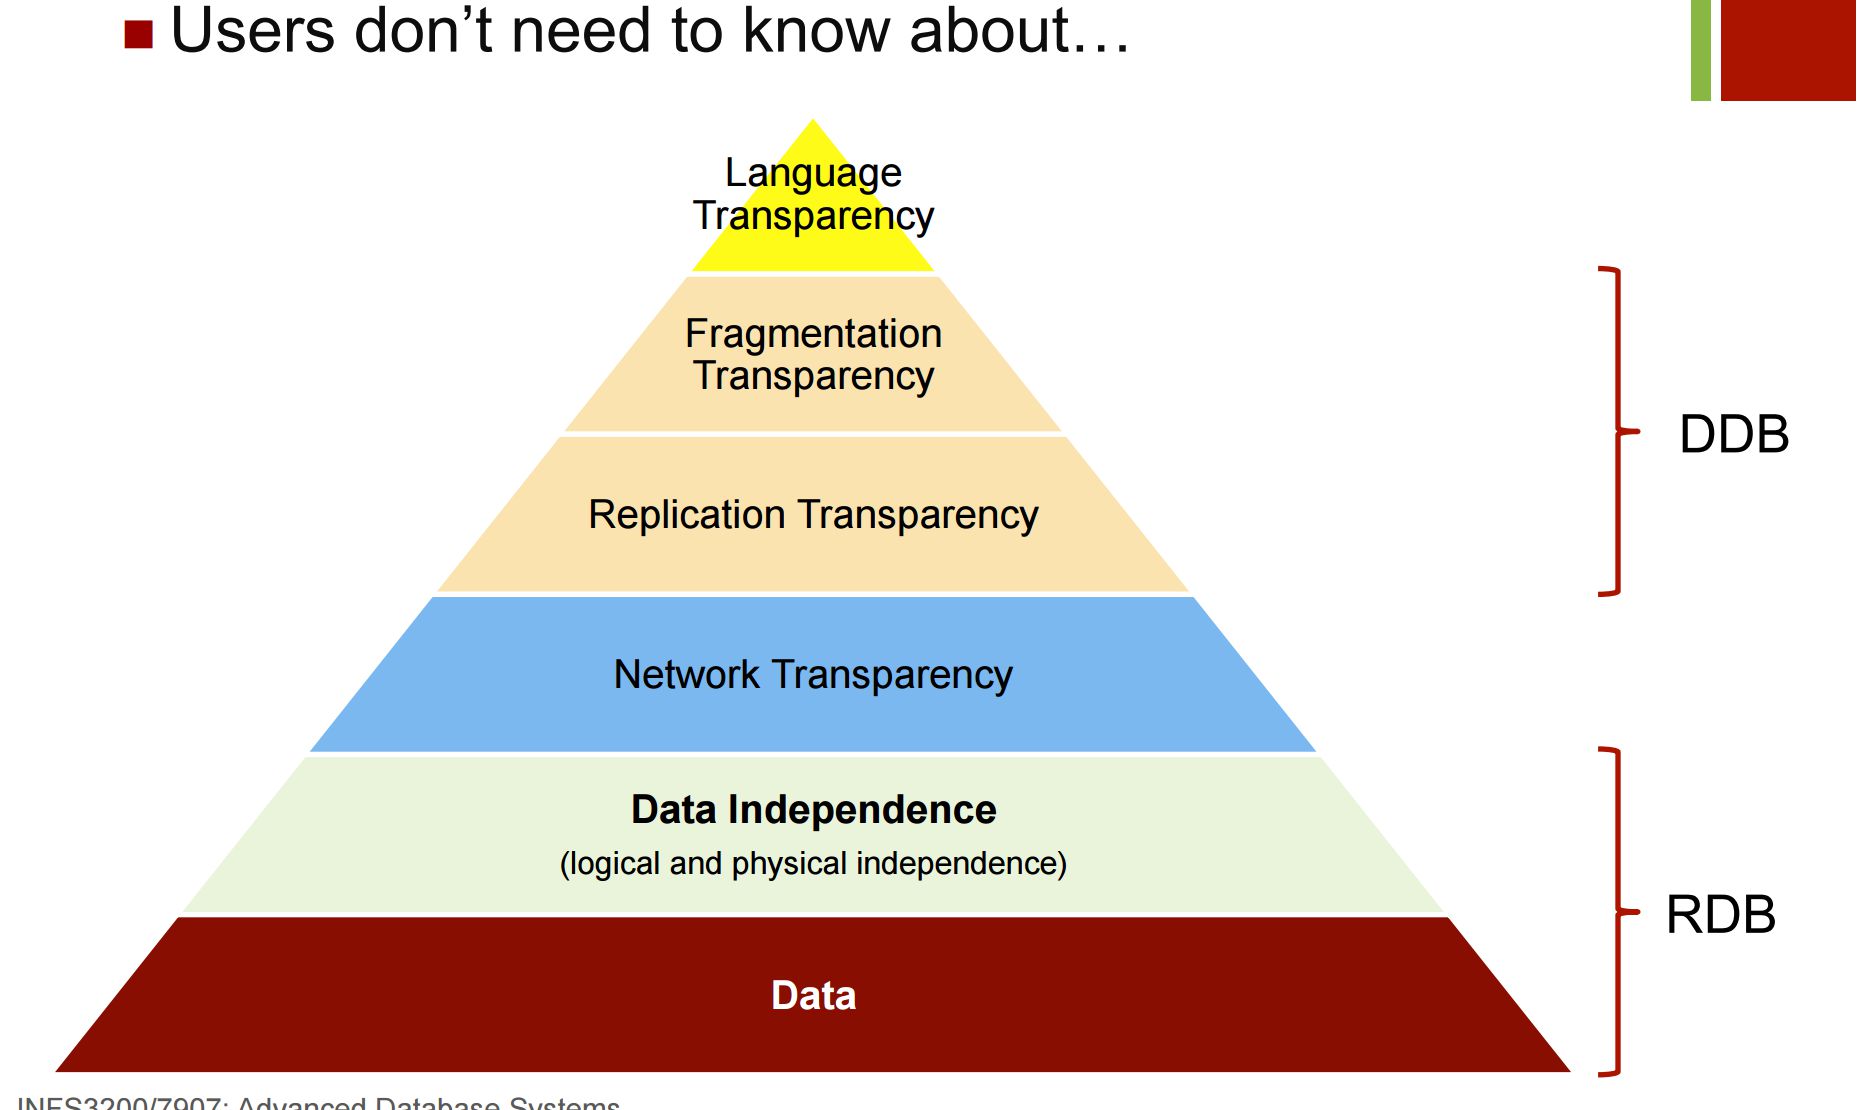 Users don’t need to know about…
Language
Transparency
Fragmentation
Transparency
DDB
Replication Transparency
Network Transparency
Data Independence
(logical and physical independence)
RDB
Data
INFS3200/7907: Advanced Database Systems